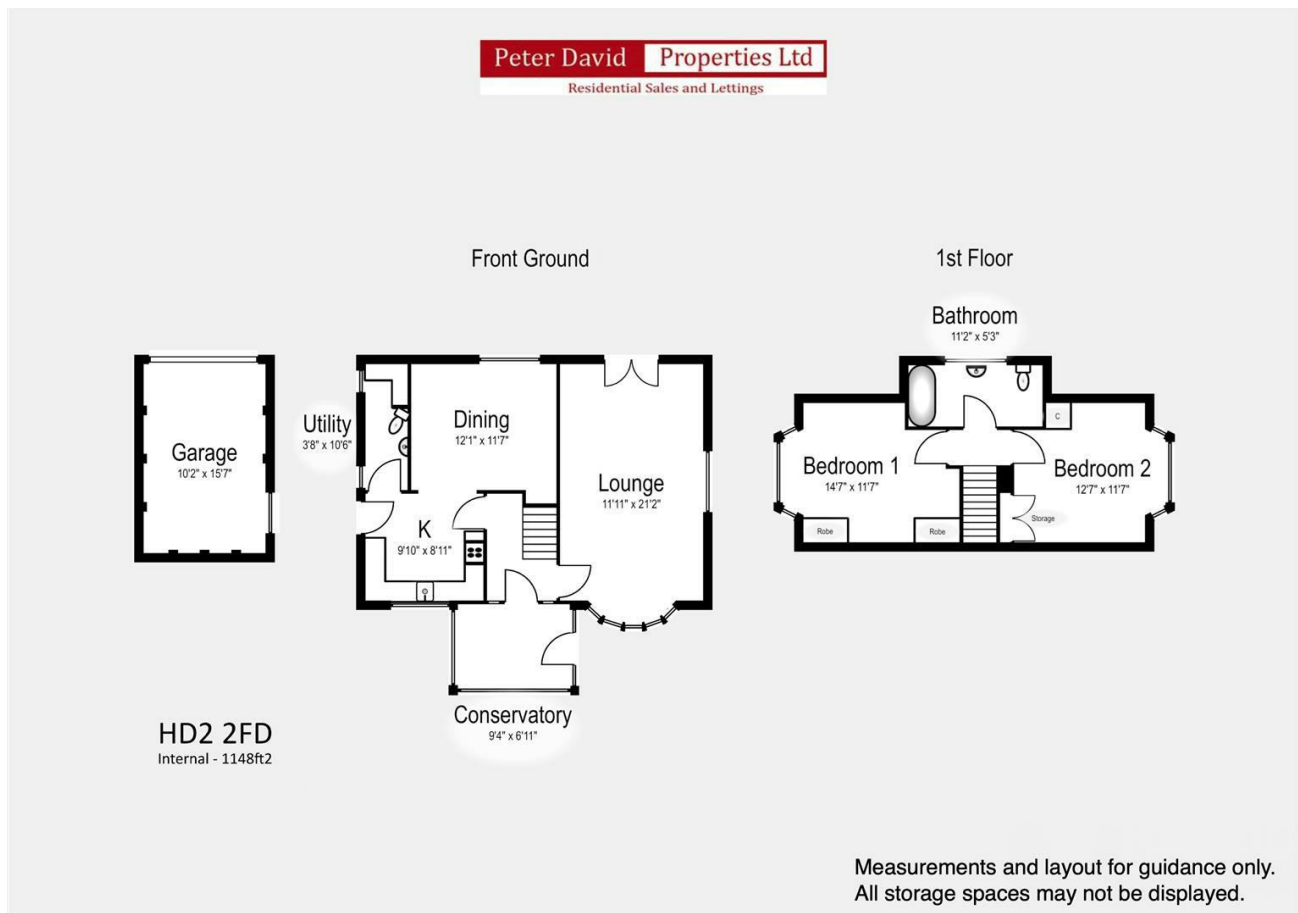 Peter David Properties Ltd
Residential Sales and Lettings
Front Ground
1st Floor
Bathroom
11'2" x 5'3"
Garage
10'2" x 15'7"
Utility
3'8" x 10'6"
Dining
12'1" x 11'7"
Lounge
11'11" x 21'2"
K
9'10" x 8'11"
Conservatory
9'4" x 6'11"
C
Bedroom 1
14'7" x 11'7"
Bedroom 2
12'7" x 11'7"
Storage
Robe
Robe
HD2 2FD
Internal - 1148ft2
Measurements and layout for guidance only.
All storage spaces may not be displayed.